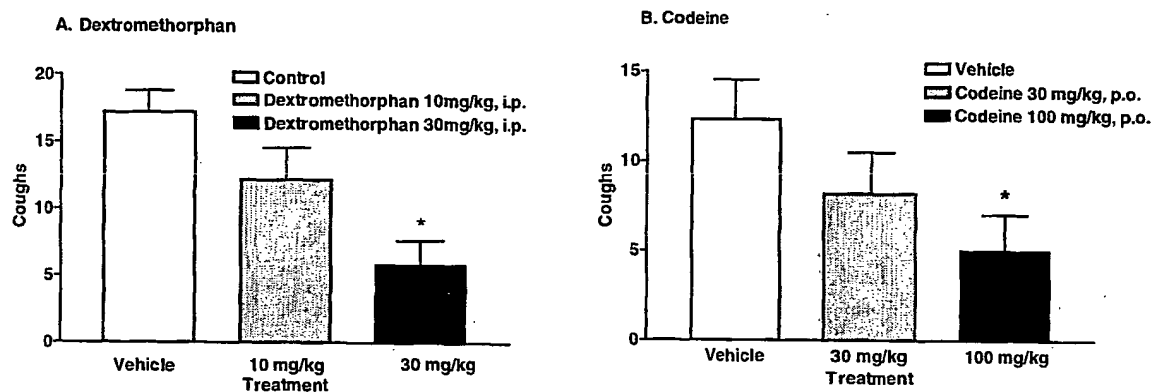 A. Dextromethorphan
Control
Dextromethorphan 10mg/kg, i.p.
Dextromethorphan 30mg/kg, i.p.
20
15
10
5
0
Coughs
*
Vehicle
10 mg/kg
30 mg/kg
Treatment
B. Codeine
Vehicle
Codeine 30 mg/kg, p.o.
Codeine 100 mg/kg, p.o.
15
10
5
0
Coughs
*
Vehicle
30 mg/kg
100 mg/kg
Treatment